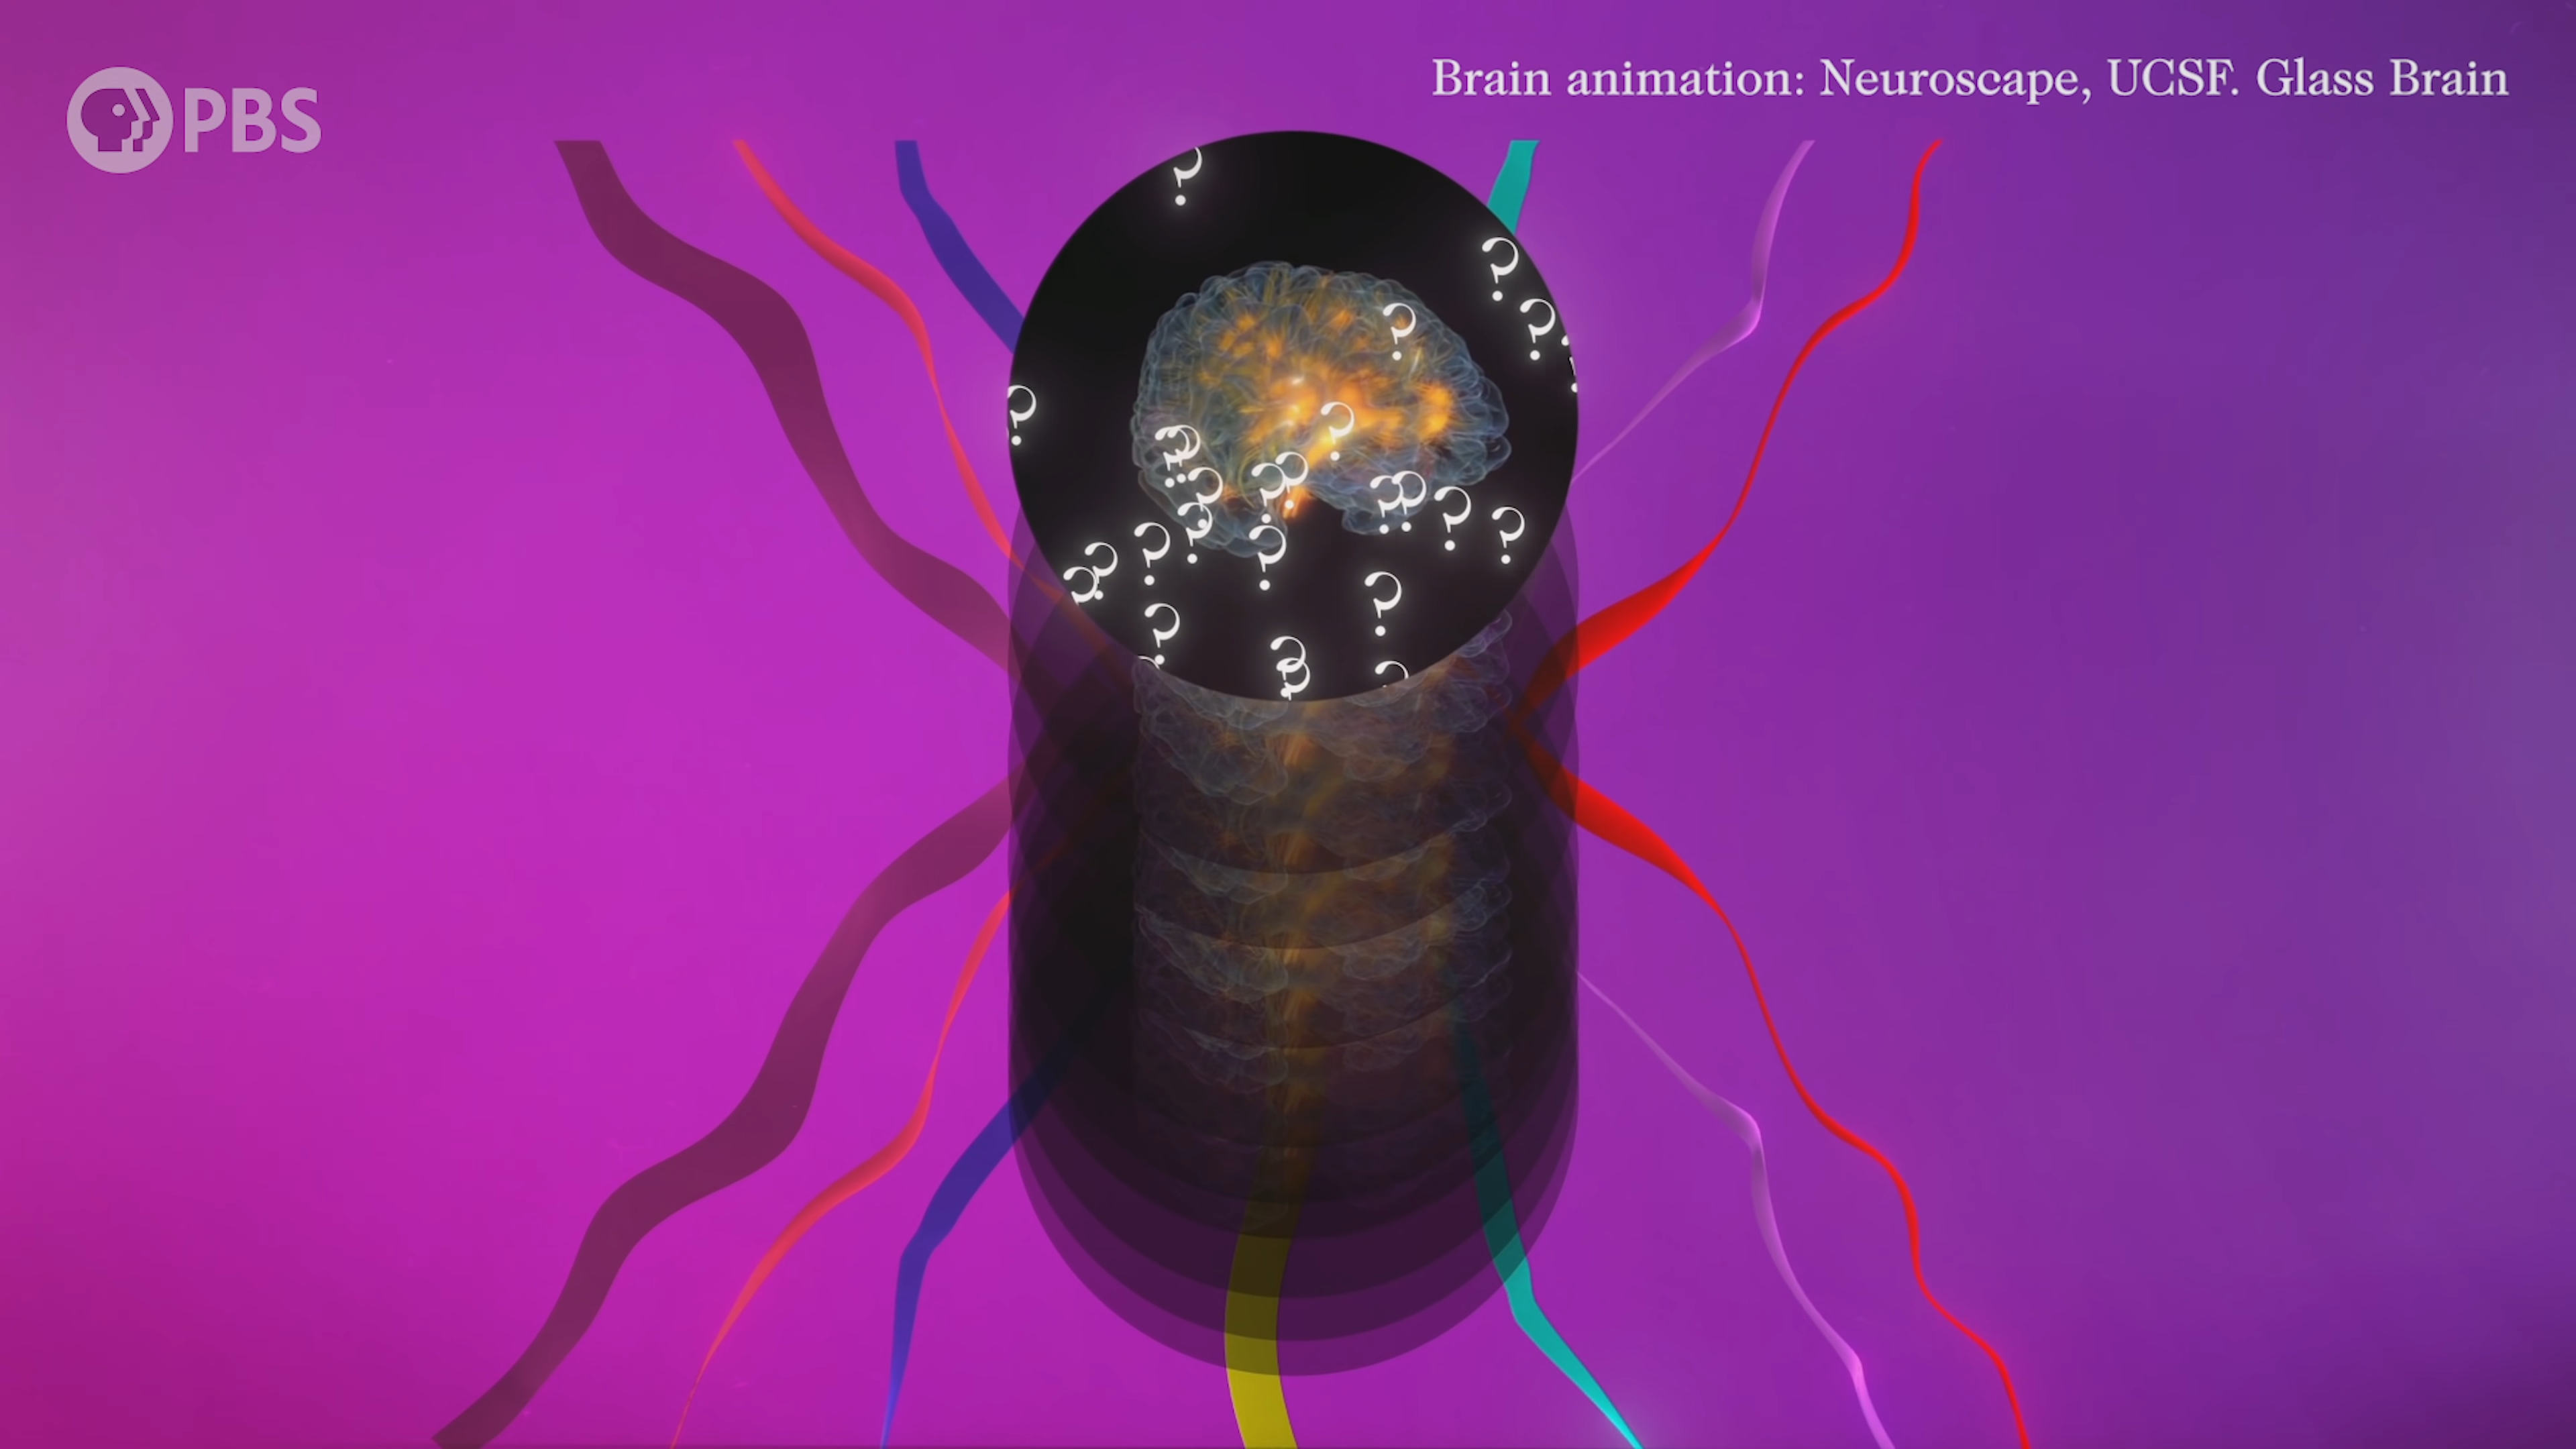 PBS
Brain animation: Neuroscape, UCSF. Glass Brain
? ? ? ? ? ? ? ? ? ? ? ? ? ? ? ? ? ? ? ? ? ? ? ?